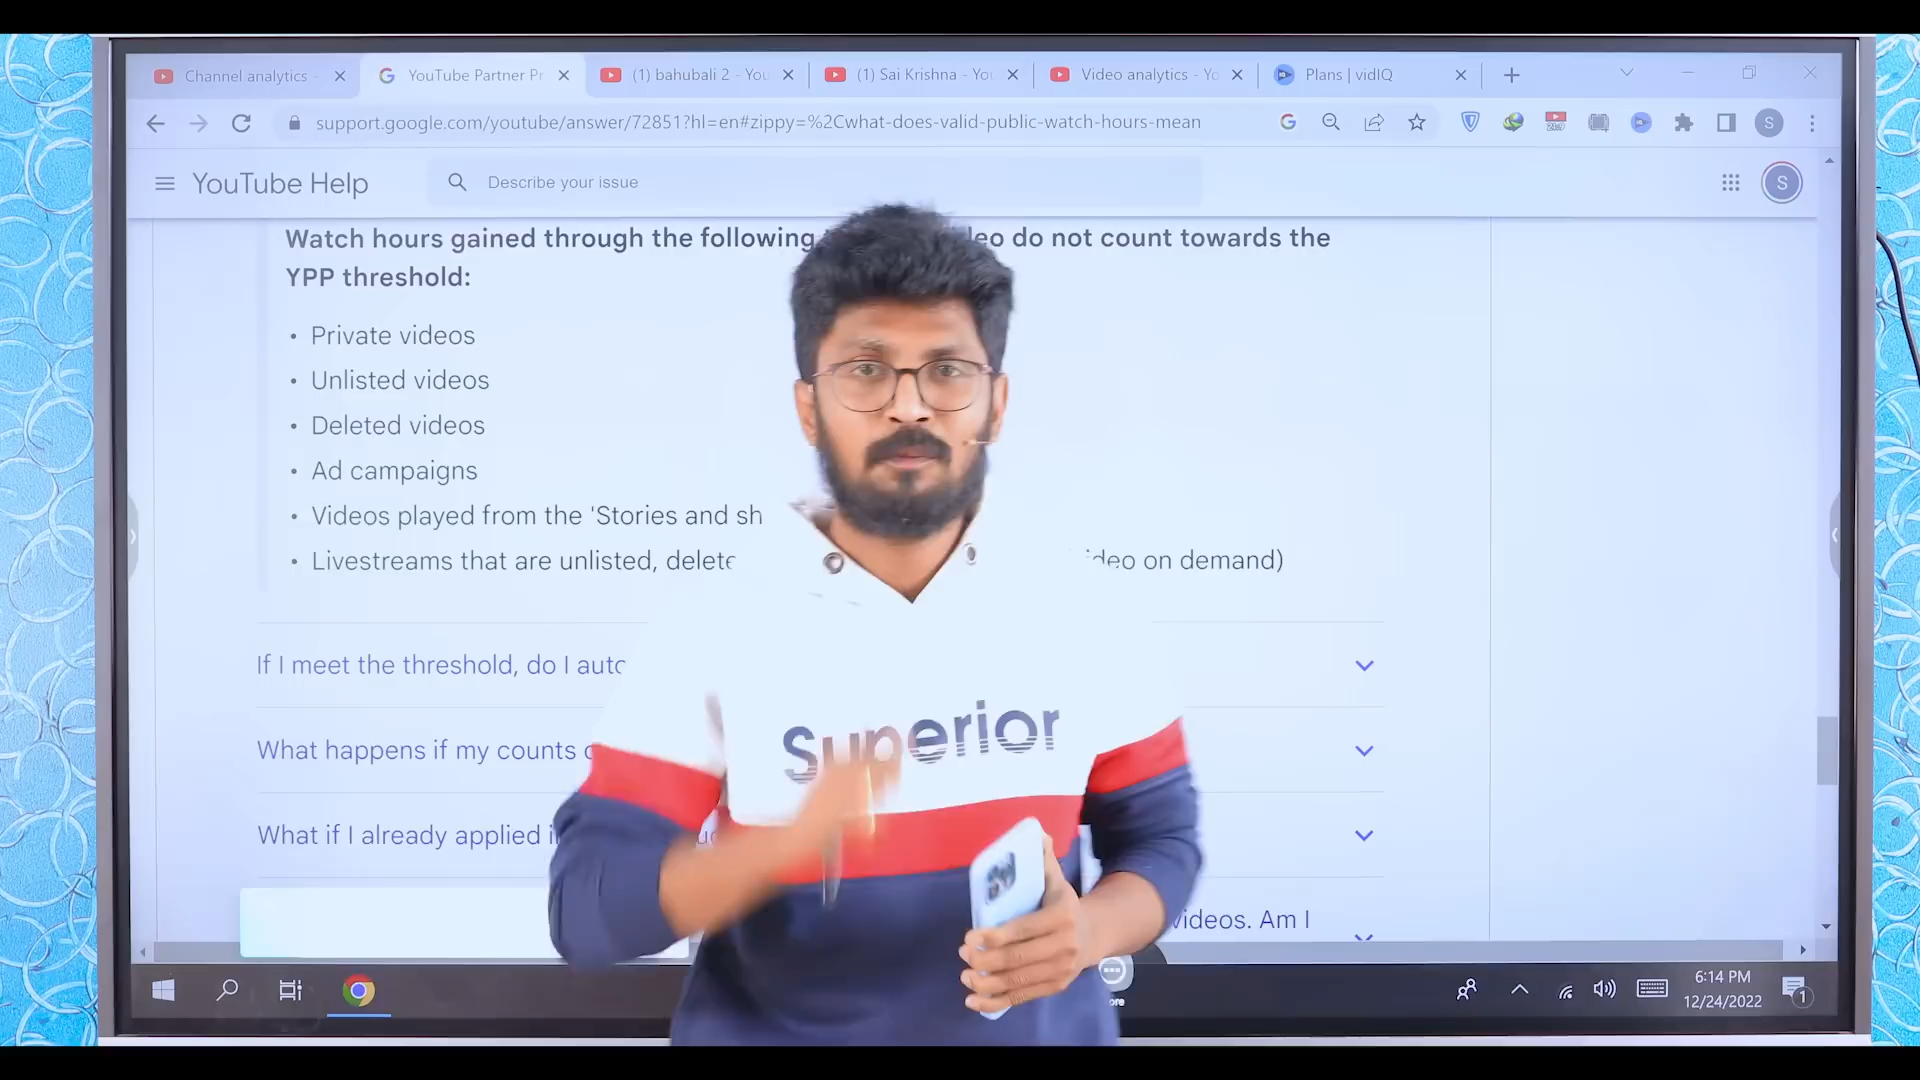 Channel analytics -
YouTube Partner Pr
(1) bahubali 2 - You
(1) Sai Krishna - You
Video analytics - Yo
Plans | vidIQ
support.google.com/youtube/answer/72851?hl=en#zippy=%2Cwhat-does-valid-public-watch-hours-mean
S
YouTube Help
Describe your issue
S
Watch hours gained through the following eo do not count towards the
YPP threshold:
• Private videos
• Unlisted videos
• Deleted videos
• Ad campaigns
• Videos played from the 'Stories and sh
• Livestreams that are unlisted, delete deo on demand)
If I meet the threshold, do I auto
What happens if my counts
What if I already applied
videos. Am I
Superior
ore
6:14 PM
12/24/2022
1